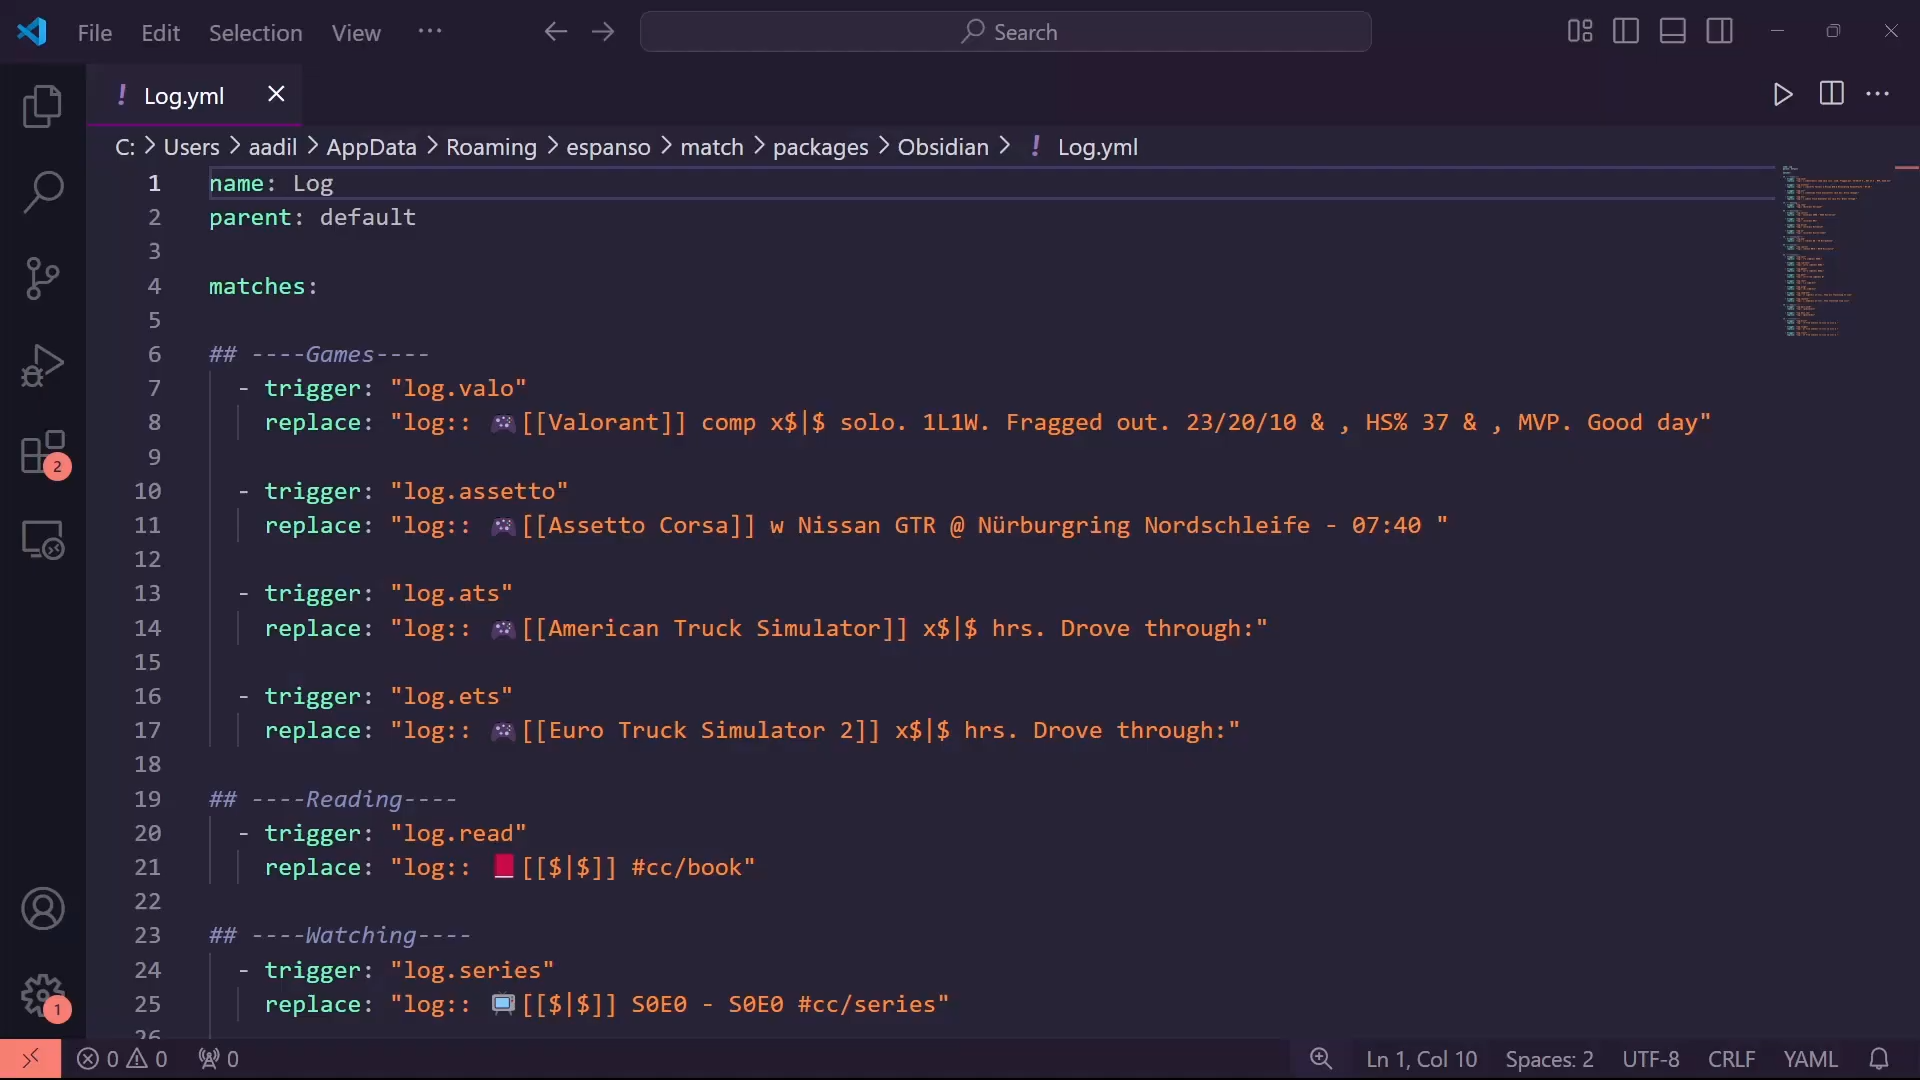 File Edit Selection View ··· Search
! Log.yml
C: > Users > aadil > AppData > Roaming > espanso > match > packages > Obsidian > ! Log.yml
1 name: Log
2 parent: default
3
4 matches:
5
6 ## ----Games----
7 - trigger: "log.valo"
8 replace: "log:: 🎮[[Valorant]] comp x$|$ solo. 1L1W. Fragged out. 23/20/10 & , HS% 37 & , MVP. Good day"
9
10 - trigger: "log.assetto"
11 replace: "log:: 🎮[[Assetto Corsa]] w Nissan GTR @ Nürburgring Nordschleife - 07:40 "
12
13 - trigger: "log.ats"
14 replace: "log:: 🎮[[American Truck Simulator]] x$|$ hrs. Drove through:"
15
16 - trigger: "log.ets"
17 replace: "log:: 🎮[[Euro Truck Simulator 2]] x$|$ hrs. Drove through:"
18
19 ## ----Reading----
20 - trigger: "log.read"
21 replace: "log:: 📕[[$|$]] #cc/book"
22
23 ## ----Watching----
24 - trigger: "log.series"
25 replace: "log:: 📺[[$|$]] S0E0 - S0E0 #cc/series"
26
2
1
0 0 0 Ln 1, Col 10 Spaces: 2 UTF-8 CRLF YAML